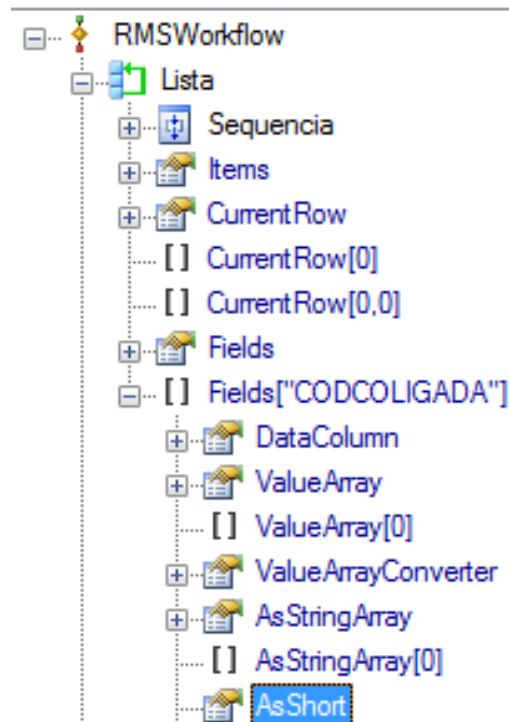 RMSWorkflow
Lista
Sequencia
Items
CurrentRow
[] CurrentRow[0]
[] CurrentRow[0,0]
Fields
[] Fields["CODCOLIGADA"]
DataColumn
ValueArray
[] ValueArray[0]
ValueArrayConverter
AsStringArray
[] AsStringArray[0]
AsShort